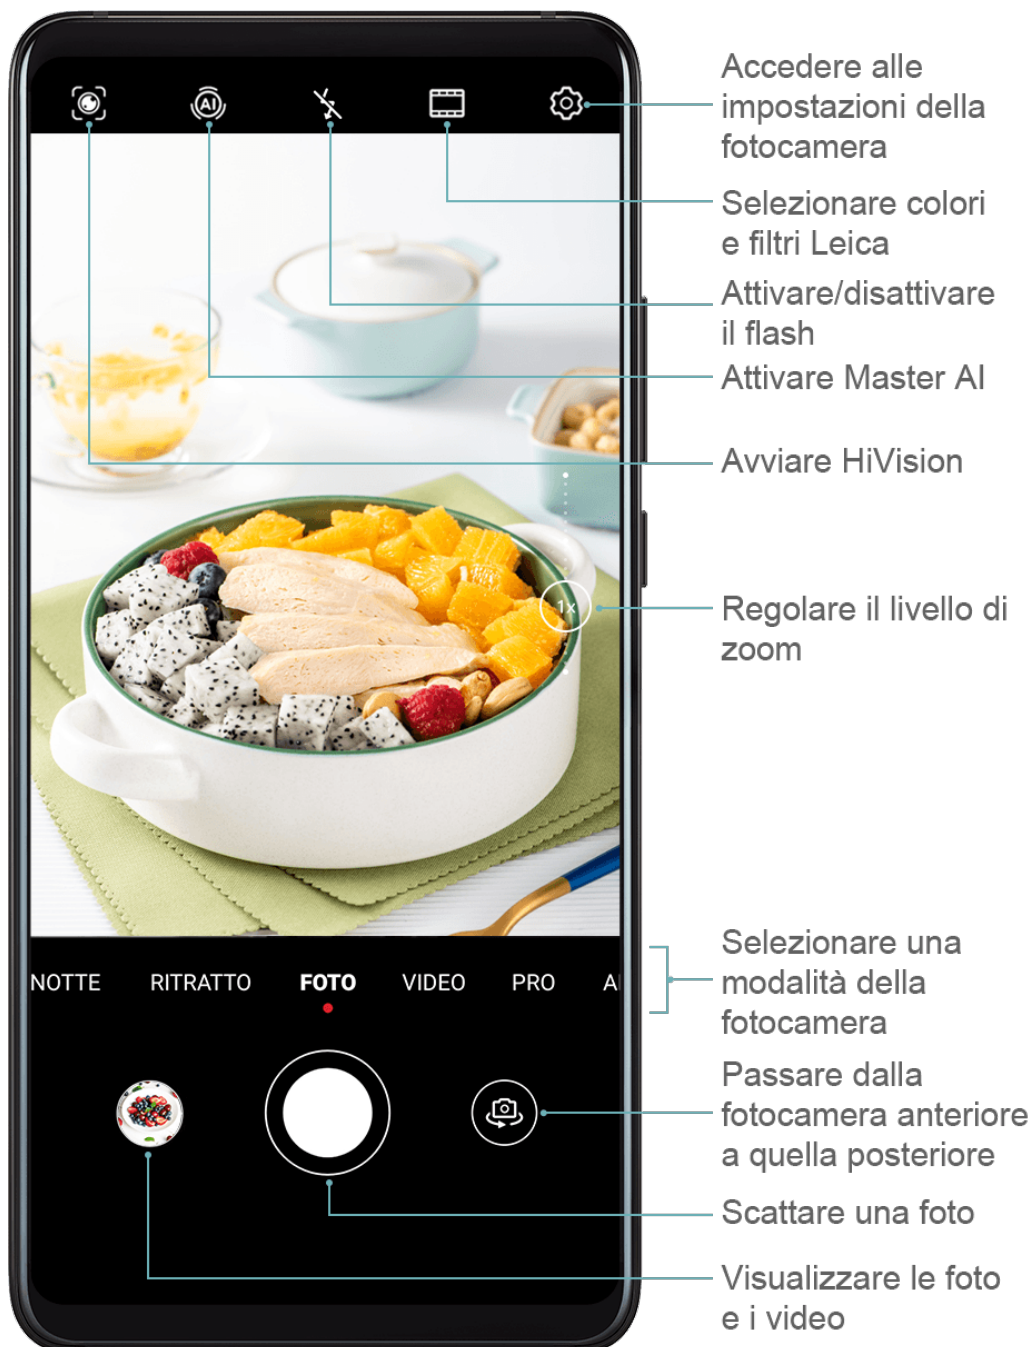 AI
Accedere alle
impostazioni della
fotocamera
Selezionare colori
e filtri Leica
Attivare/disattivare
il flash
Attivare Master AI
Avviare HiVision
1x
Regolare il livello di
zoom
NOTTE RITRATTO FOTO VIDEO PRO
Selezionare una
modalità della
fotocamera
Passare dalla
fotocamera anteriore
a quella posteriore
Scattare una foto
Visualizzare le foto
e i video